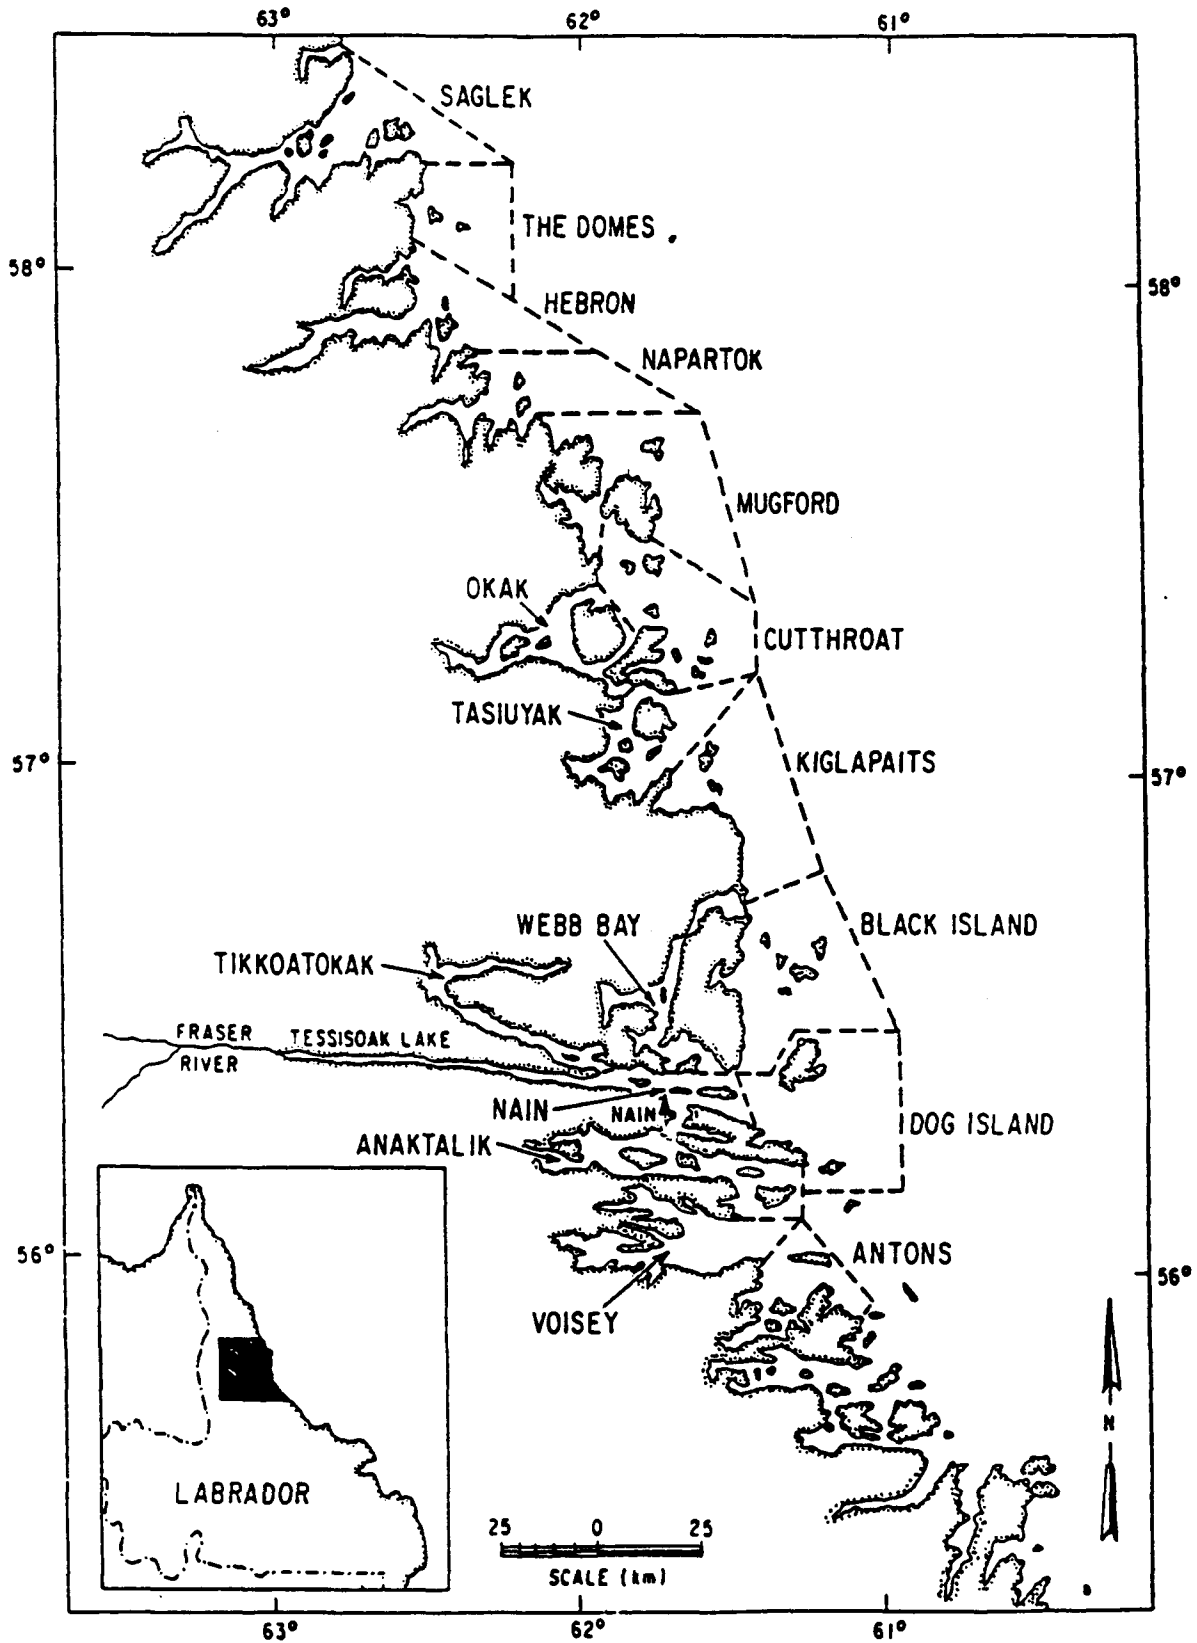 63° 62° 61°
SAGLEK
THE DOMES
58° 58°
HEBRON
NAPARTOK
MUGFORD
OKAK
CUTTHROAT
TASIUYAK
57° 57°
KIGLAPAITS
WEBB BAY
BLACK ISLAND
TIKKOATOKAK
FRASER
RIVER
TESSISOAK LAKE
NAIN
NAIN
DOG ISLAND
ANAKTALIK
56° 56°
ANTONS
VOISEY
N
LABRADOR
25 0 25
SCALE (km)
63° 62° 61°